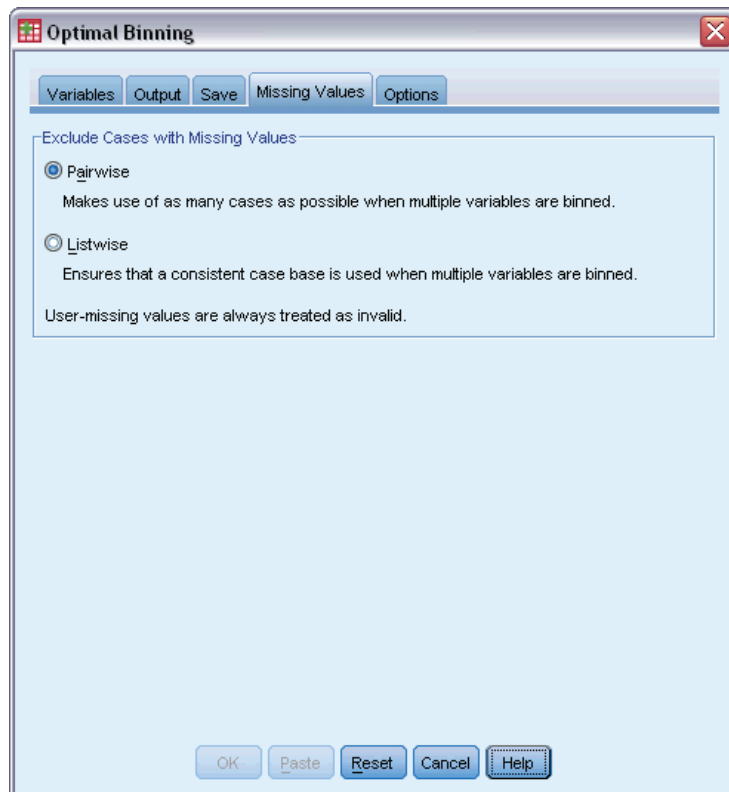 Optimal Binning
Variables Output Save Missing Values Options
Exclude Cases with Missing Values
Pairwise
Makes use of as many cases as possible when multiple variables are binned.
Listwise
Ensures that a consistent case base is used when multiple variables are binned.
User-missing values are always treated as invalid.
OK Paste Reset Cancel Help